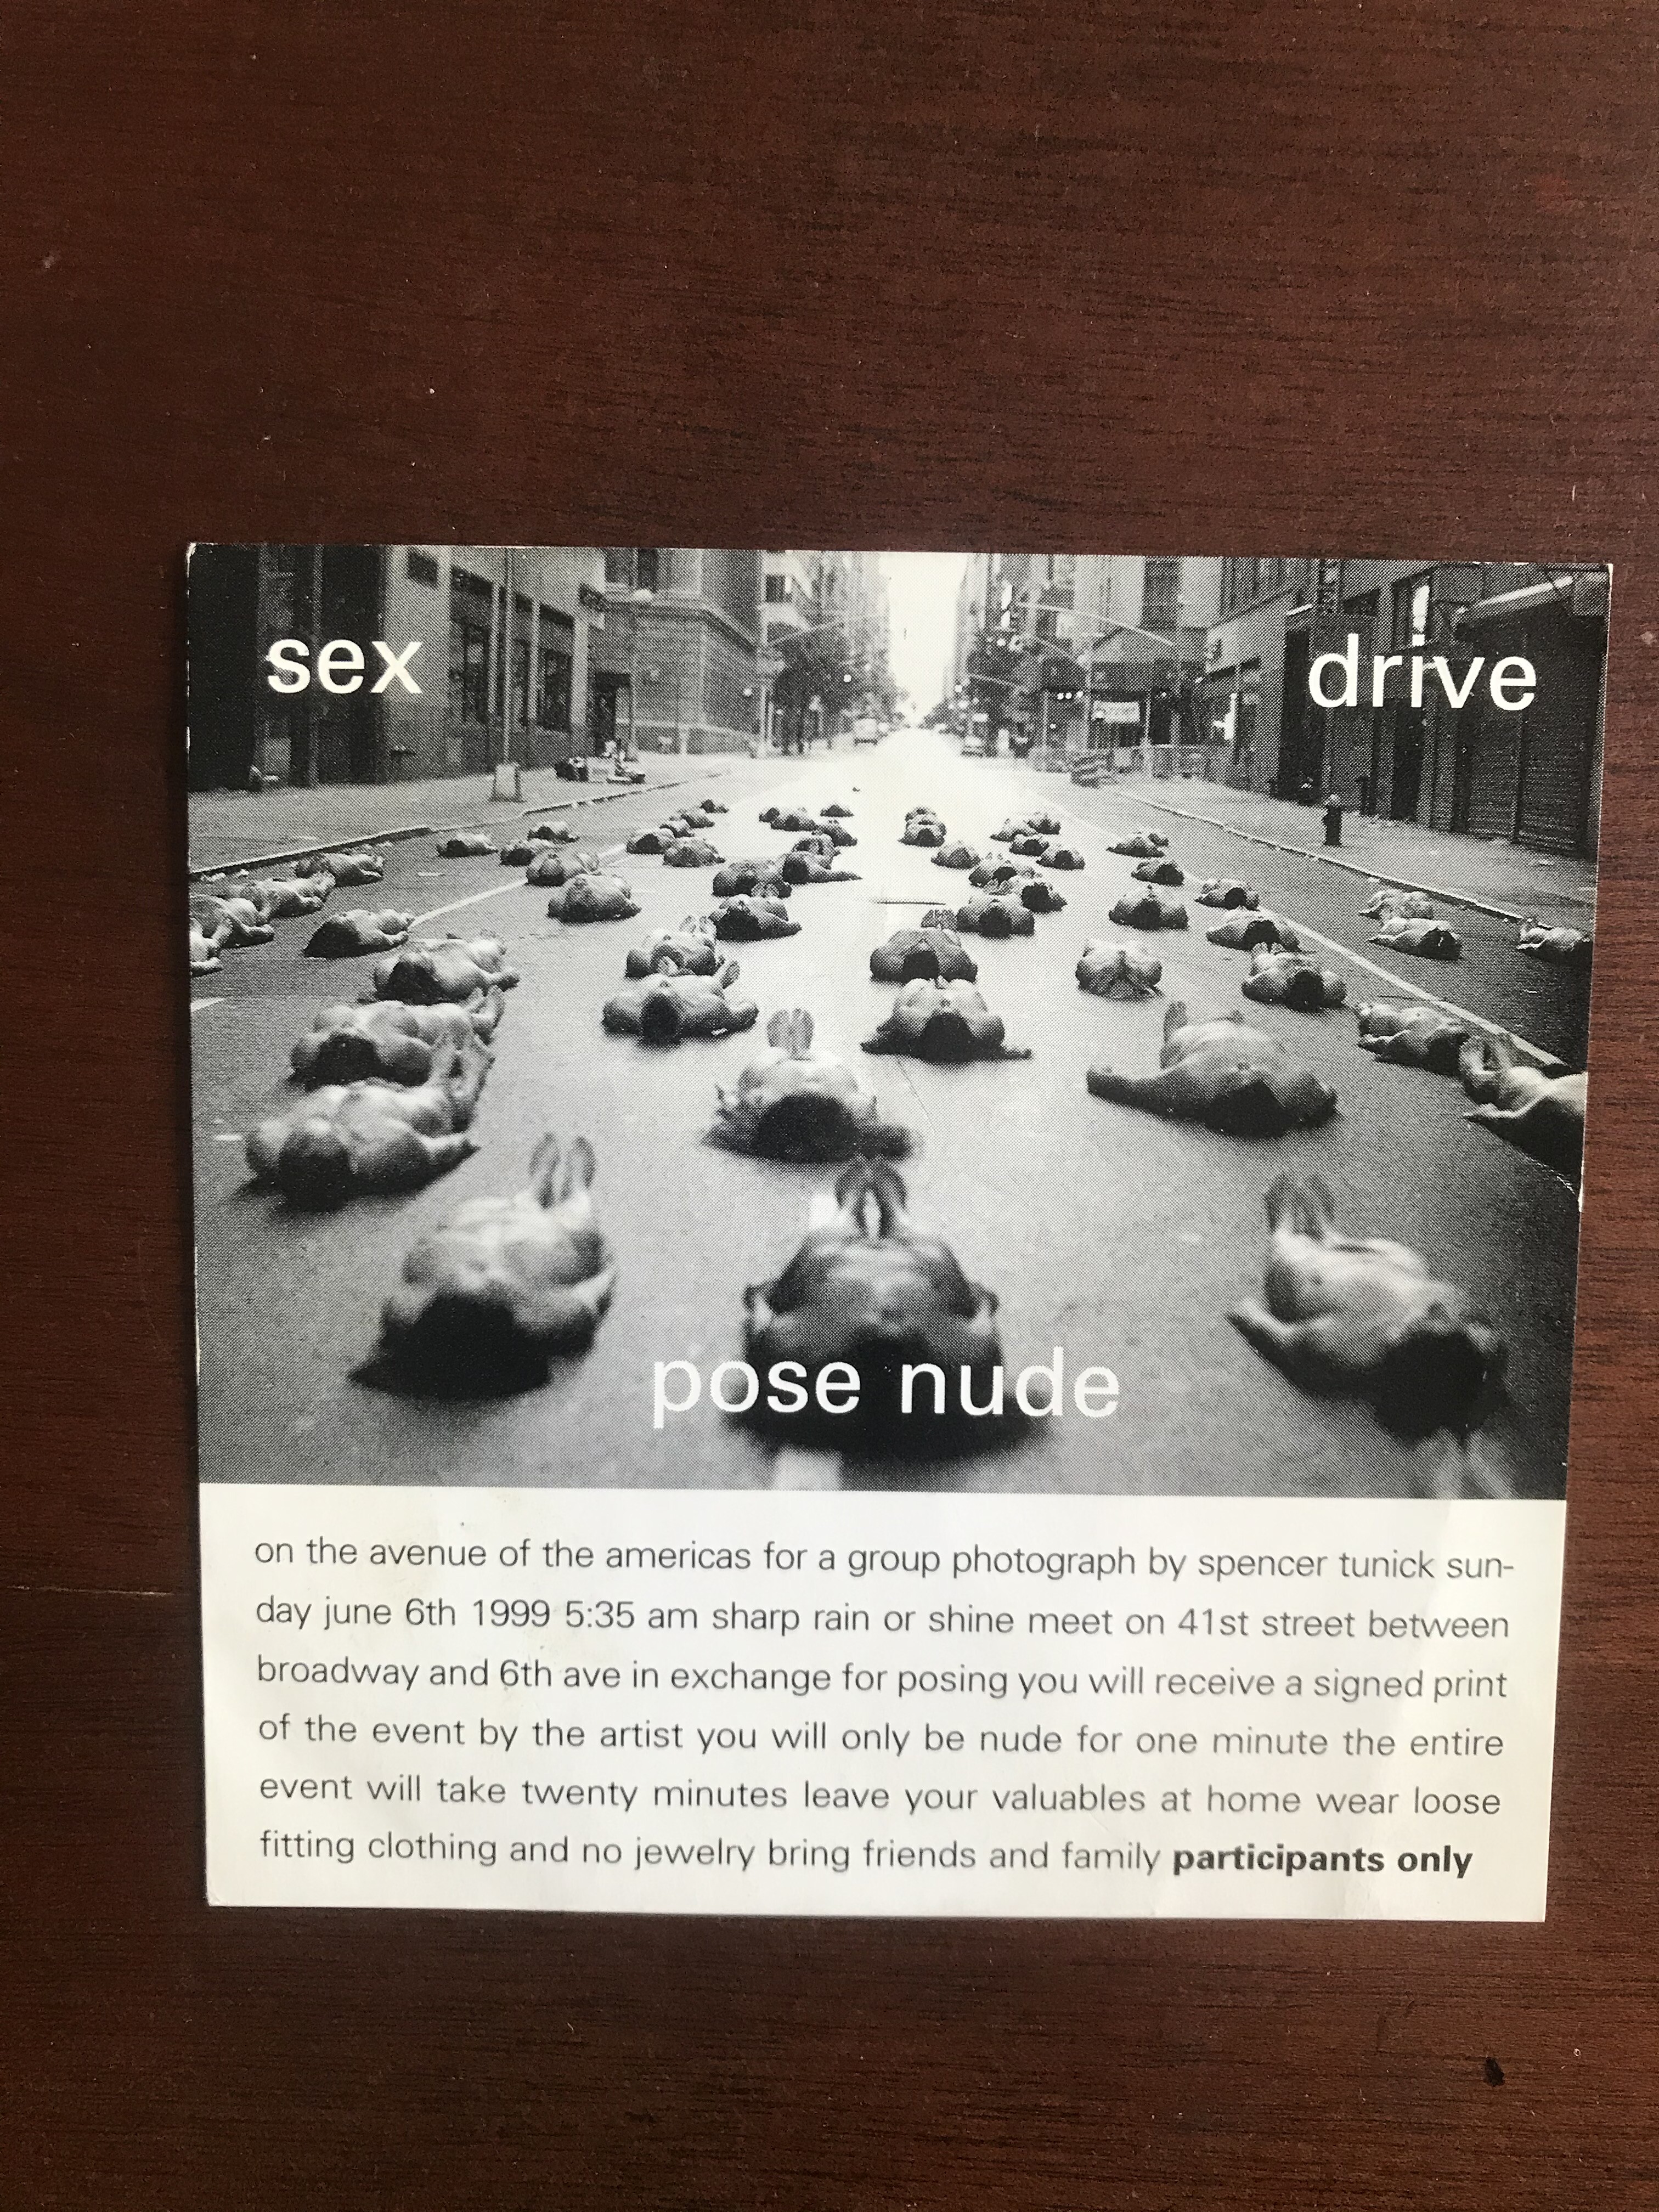 sex drive
pose nude
on the avenue of the americas for a group photograph by spencer tunick sun-
day june 6th 1999 5:35 am sharp rain or shine meet on 41st street between
broadway and 6th ave in exchange for posing you will receive a signed print
of the event by the artist you will only be nude for one minute the entire
event will take twenty minutes leave your valuables at home wear loose
fitting clothing and no jewelry bring friends and family participants only